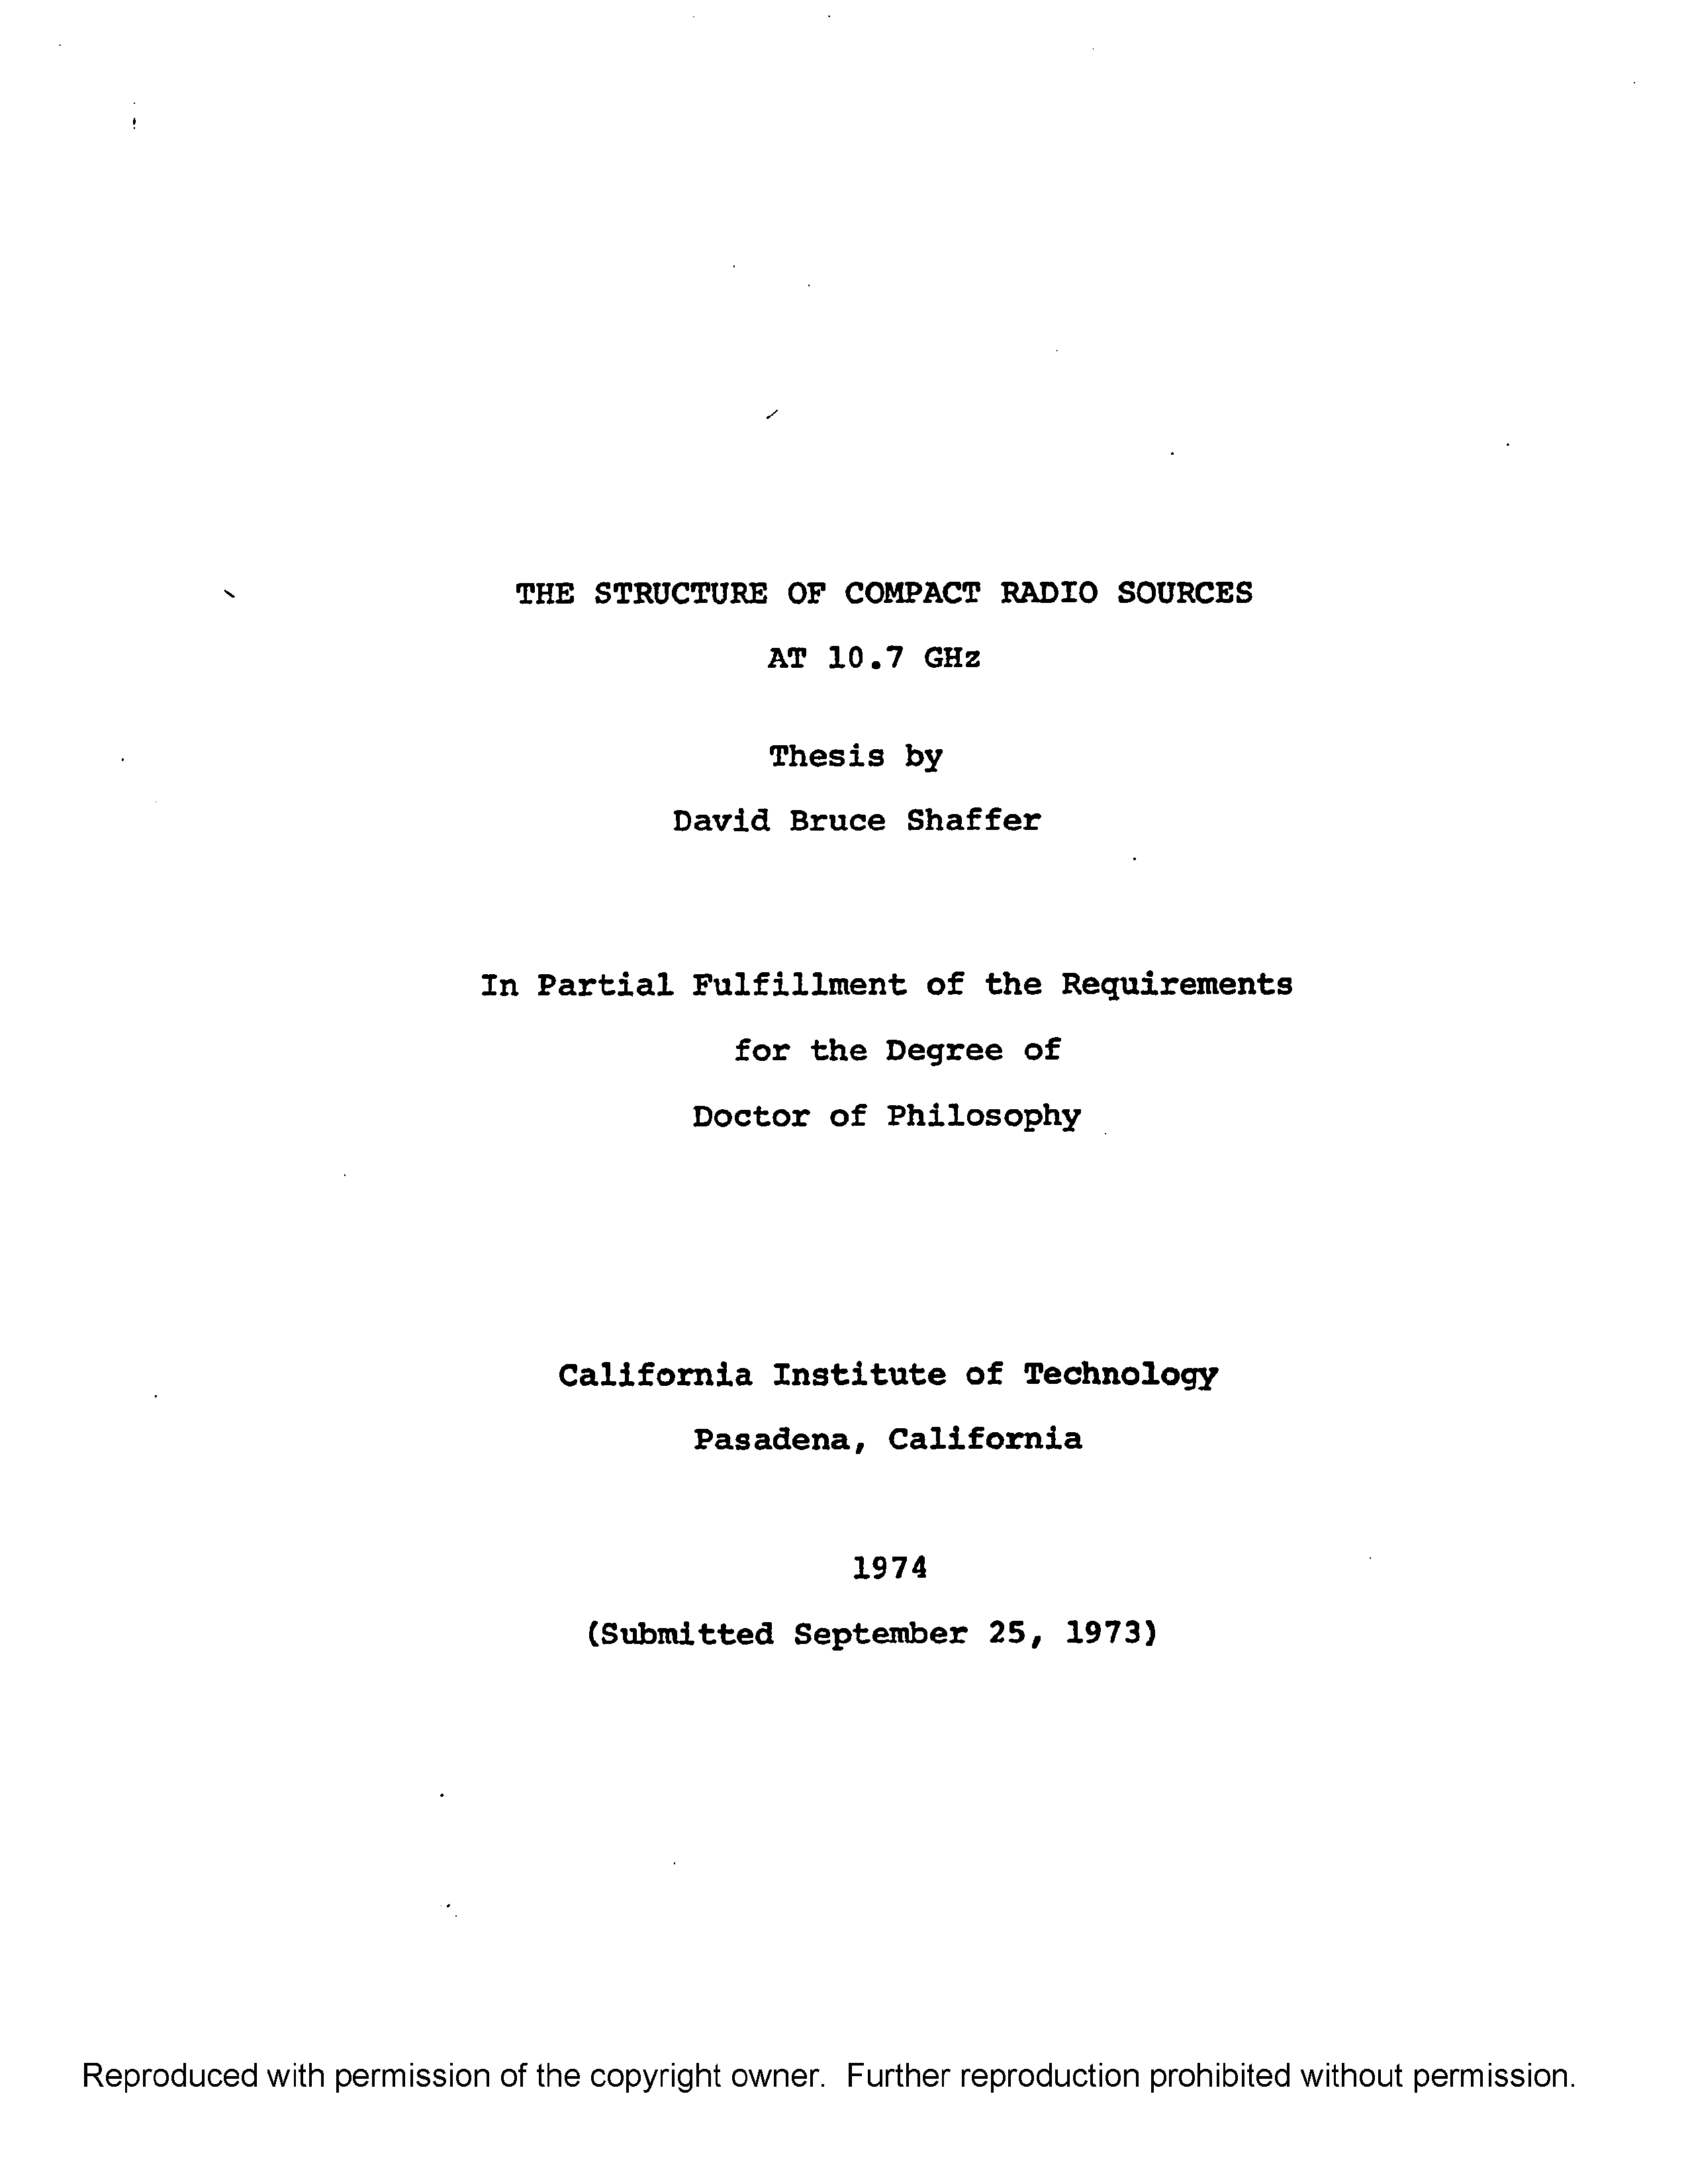 THE STRUCTURE OF COMPACT RADIO SOURCES
AT 10.7 GHz
Thesis by
David Bruce Shaffer
In Partial Fulfillment of the Requirements
for the Degree of
Doctor of Philosophy
California Institute of Technology
Pasadena, California
1974
(Submitted September 25, 1973)
Reproduced with permission of the copyright owner. Further reproduction prohibited without permission.